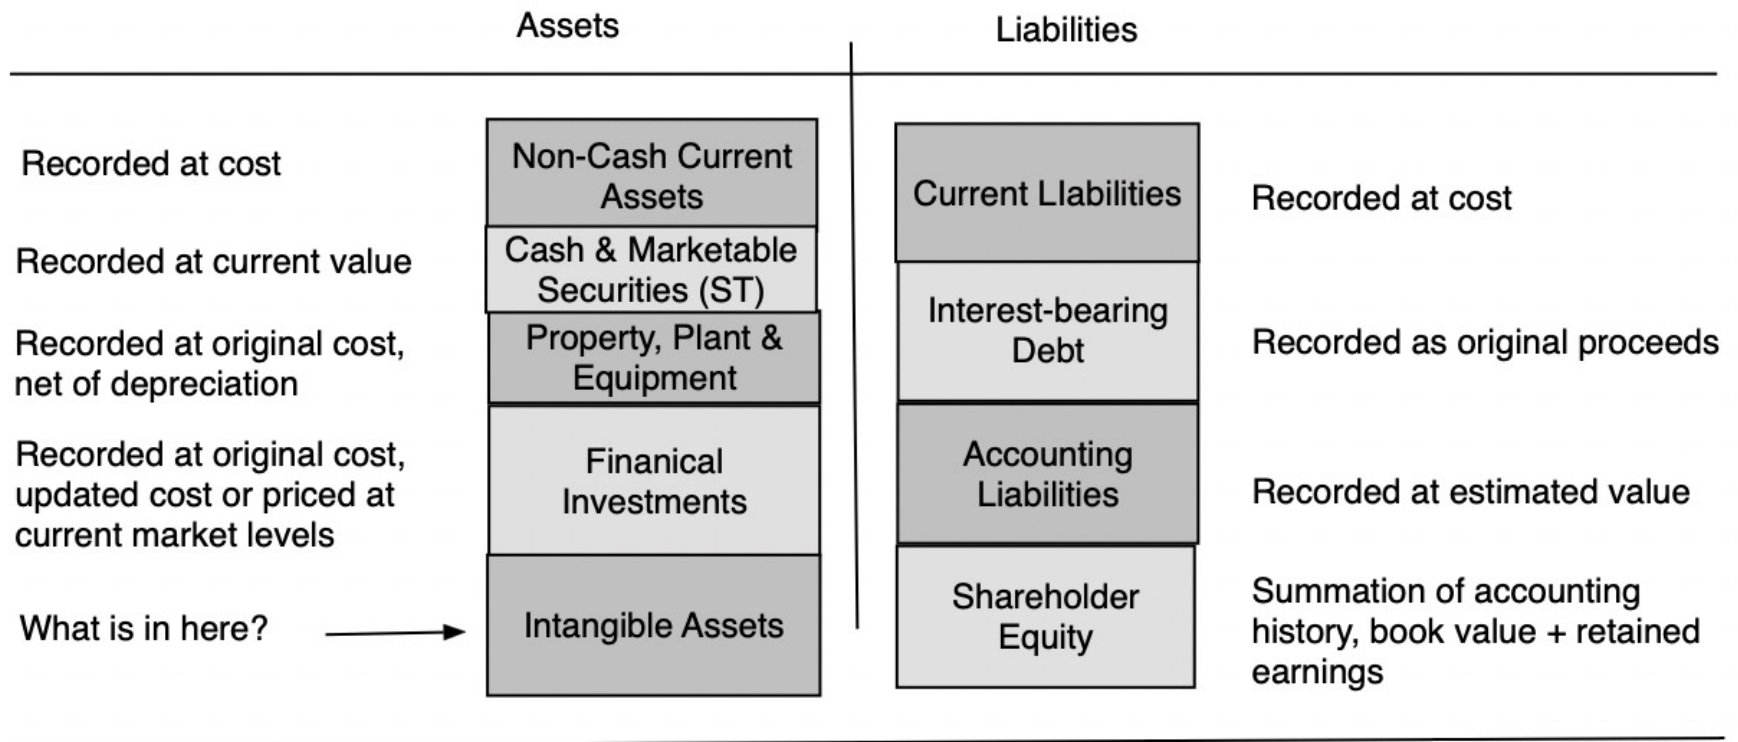 Assets
Liabilities
Recorded at cost
Non-Cash Current
Assets
Current LIabilities
Recorded at cost
Recorded at current value
Cash & Marketable
Securities (ST)
Interest-bearing
Debt
Recorded as original proceeds
Recorded at original cost,
net of depreciation
Property, Plant &
Equipment
Recorded at original cost,
updated cost or priced at
current market levels
Finanical
Investments
Accounting
Liabilities
Recorded at estimated value
What is in here?
Intangible Assets
Shareholder
Equity
Summation of accounting
history, book value + retained
earnings